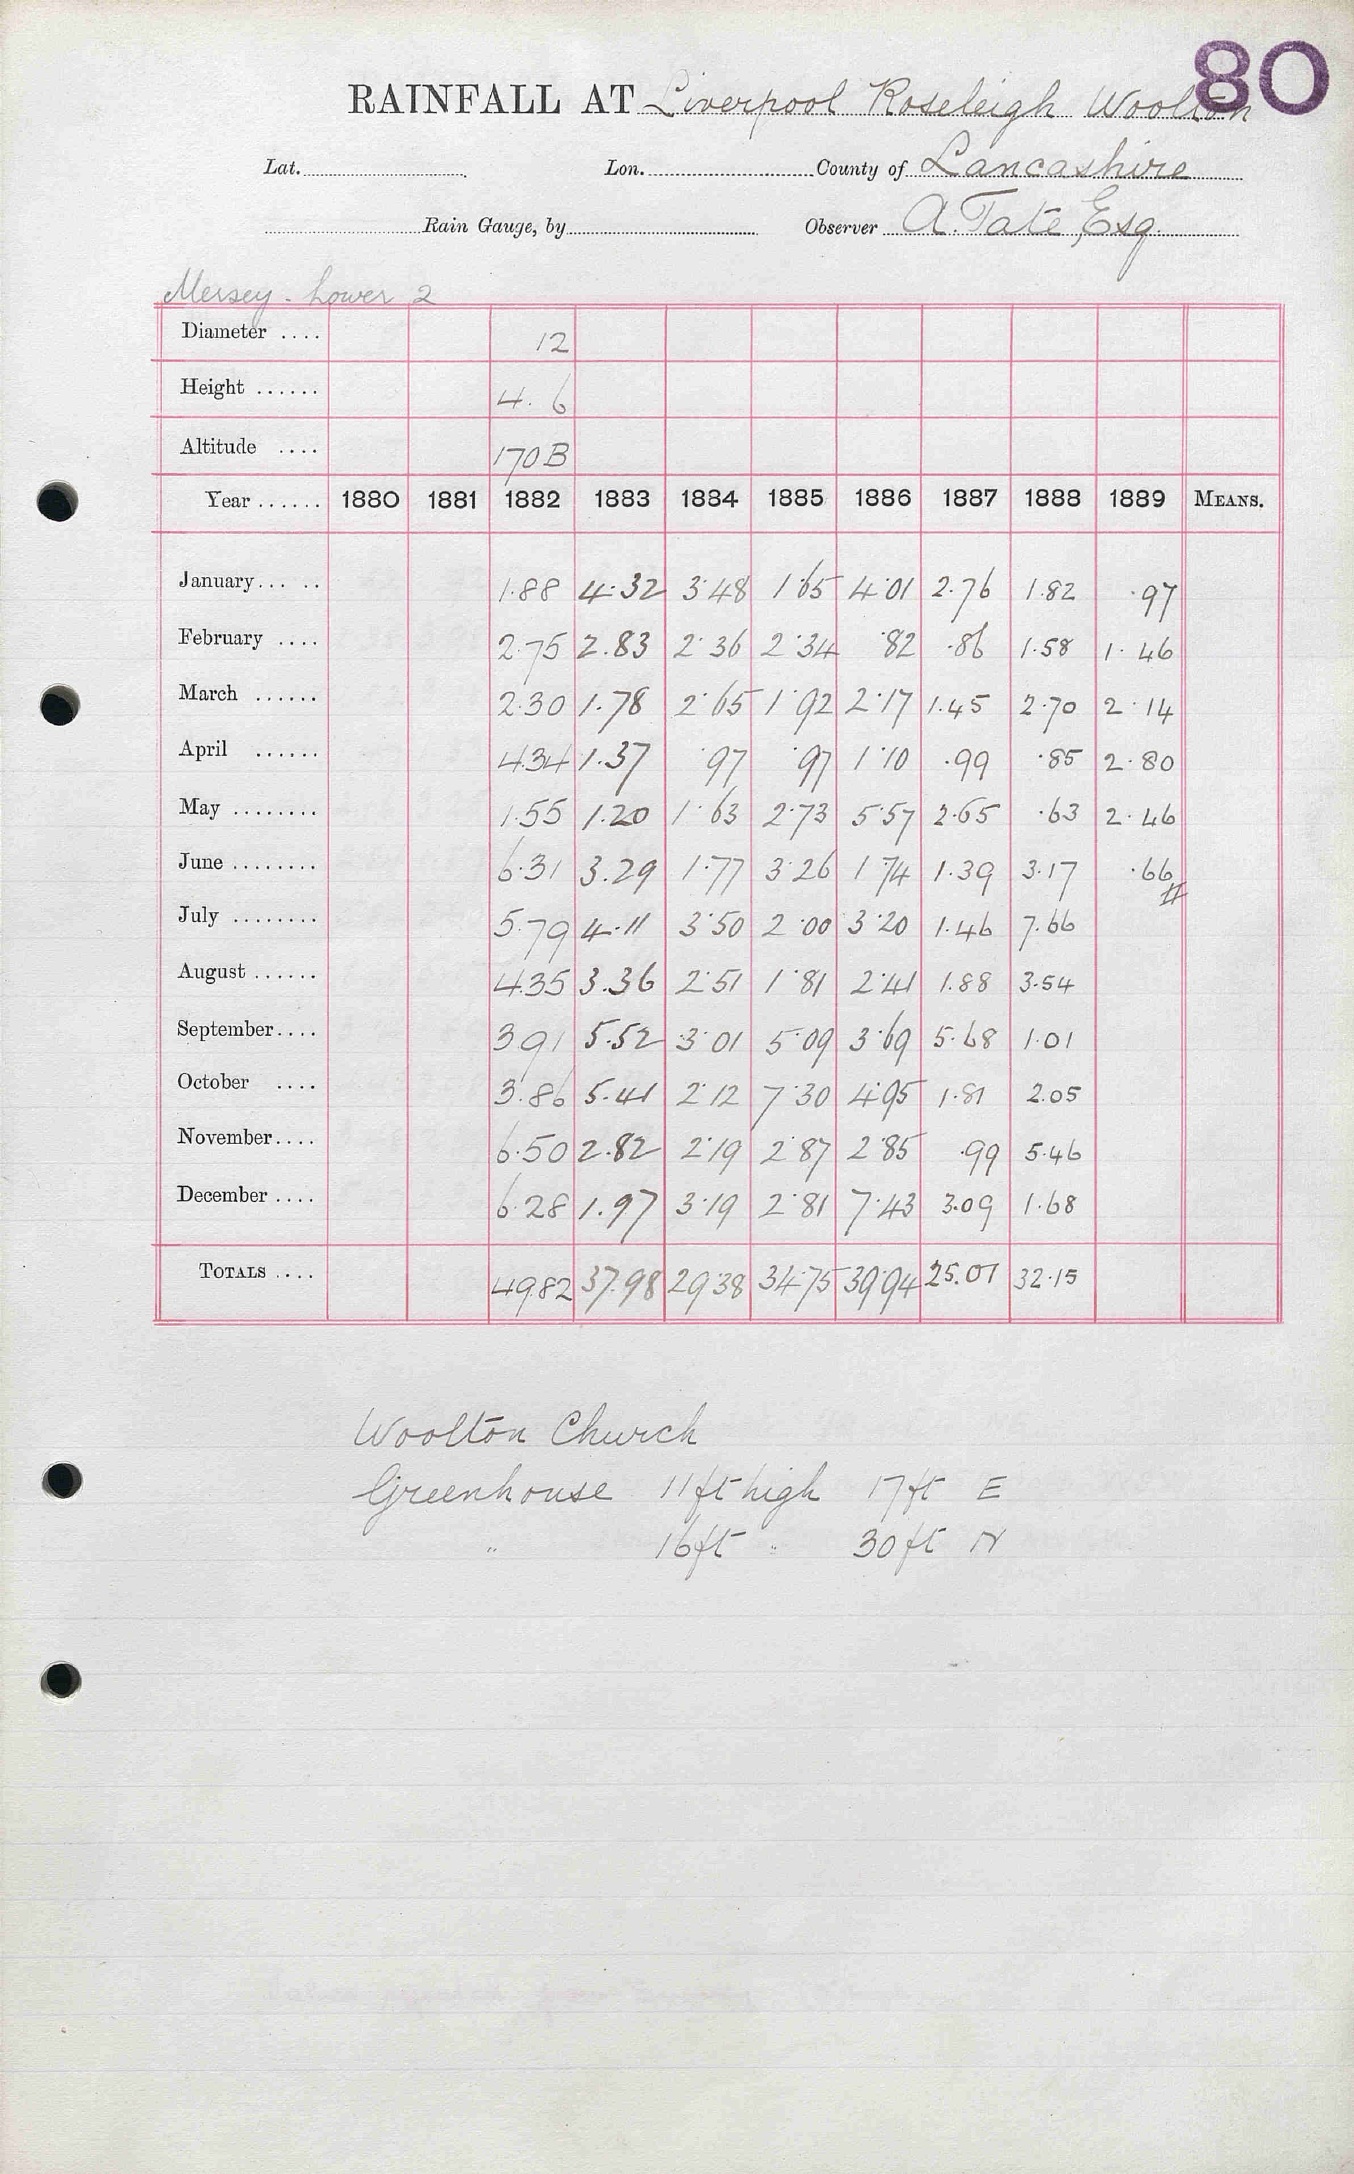 80
RAINFALL AT Liverpool Roseleigh Woolton
Lat. Lon. County of Lancashire
Rain Gauge, by Observer A. Tate, Esq
Mersey - Lower 2
Diameter .... 12
Height ...... 4. 6
Altitude .... 170 B
Year ...... 1880 1881 1882 1883 1884 1885 1886 1887 1888 1889 MEANS.
January... .. 1.88 4.32 3.48 1.65 4.01 2.76 1.82 .97
February .... 2.75 2.83 2.36 2.34 .82 .86 1.58 1.46
March ...... 2.30 1.78 2.65 1.92 2.17 1.45 2.70 2.14
April ...... 4.34 1.37 .97 .97 1.10 .99 .85 2.80
May ........ 1.55 1.20 1.63 2.73 5.57 2.65 .63 2.46
June ........ 6.31 3.29 1.77 3.26 1.74 1.39 3.17 .66
July ........ 5.79 4.11 3.50 2.00 3.20 1.46 7.66
August ...... 4.35 3.36 2.51 1.81 2.41 1.88 3.54
September.... 3.91 5.52 3.01 5.09 3.69 5.68 1.01
October .... 3.86 5.41 2.12 7.30 4.95 1.81 2.05
November.... 6.50 2.82 2.19 2.87 2.85 .99 5.46
December .... 6.28 1.97 3.19 2.81 7.43 3.09 1.68
TOTALS .... 49.82 37.98 29.38 34.75 39.94 25.01 32.15
Woolton Church
Greenhouse 11ft high 17ft E
" 16ft " 30ft N